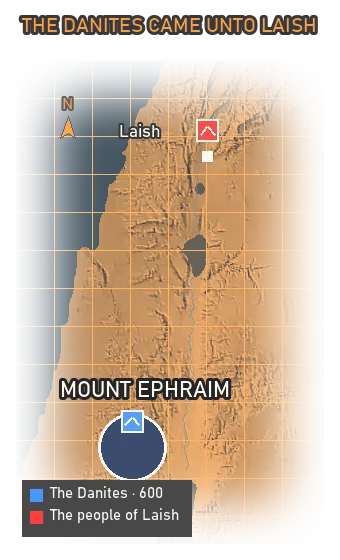 THE DANITES CAME UNTO LAISH
N
Laish
MOUNT EPHRAIM
The Danites · 600
The people of Laish